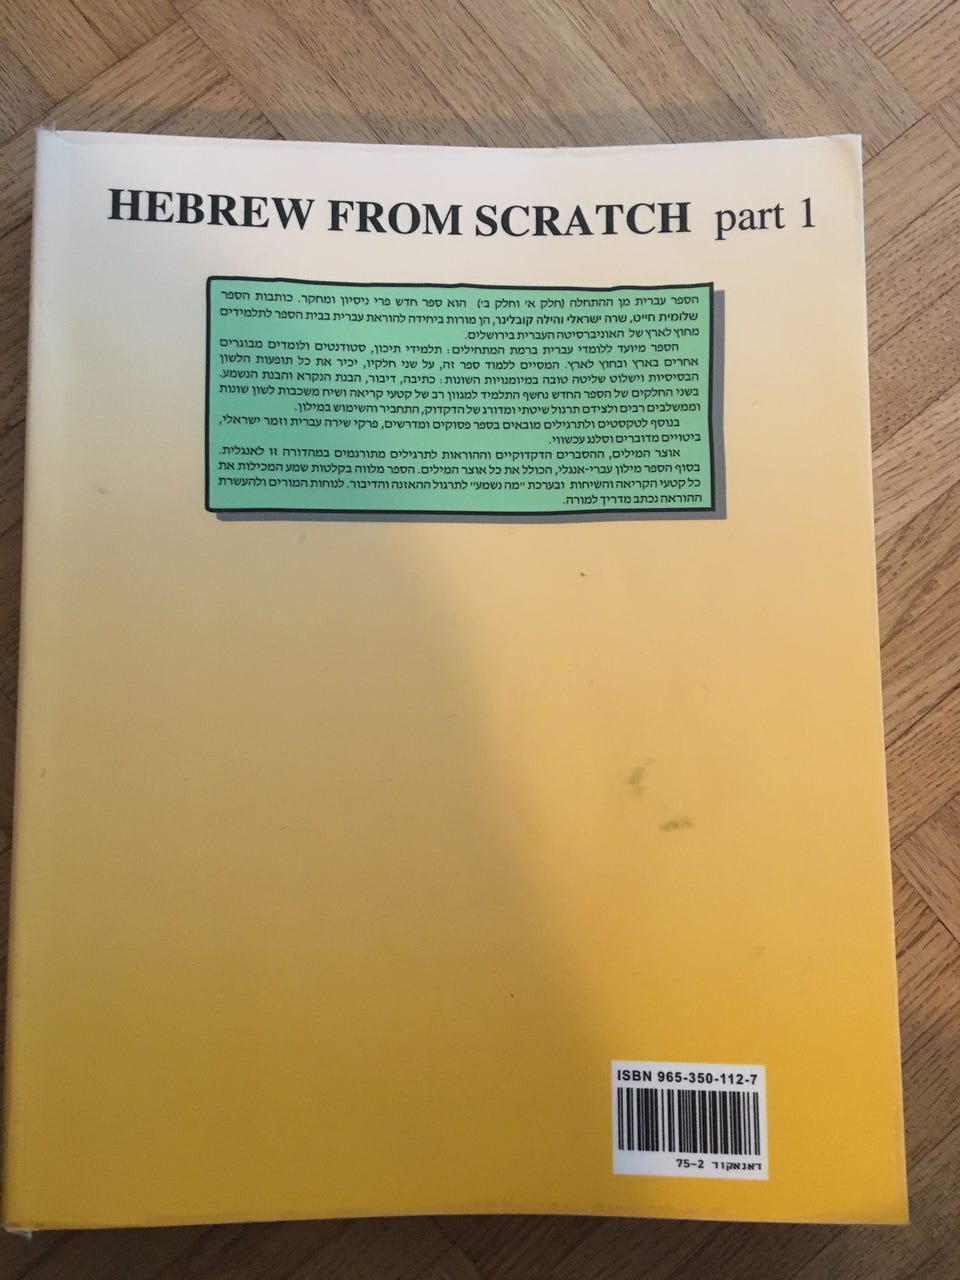 HEBREW FROM SCRATCH part 1
הספר עברית מן ההתחלה (חלק א' וחלק ב') הוא ספר חדש פרי ניסיון ומחקר. כותבות הספר
שלומית חייט, שרה ישראלי והילה קובלינר, הן מורות ביחידה להוראת עברית בבית הספר לתלמידים
מחוץ לארץ של האוניברסיטה העברית בירושלים.
הספר מיועד ללומדי עברית ברמת המתחילים: תלמידי תיכון, סטודנטים ולומדים מבוגרים
אחרים בארץ ובחוץ לארץ. המסיים ללמוד ספר זה, על שני חלקיו, יכיר את כל תופעות הלשון
הבסיסיות וישלוט שליטה טובה במיומנויות השונות: כתיבה, דיבור, הבנת הנקרא והבנת הנשמע.
בשני החלקים של הספר החדש נחשף התלמיד למגוון רב של קטעי קריאה ושיח משכבות לשון שונות
וממשלבים רבים ולצידם תרגול שיטתי ומדורג של הדקדוק, התחביר והשימוש במילון.
בנוסף לטקסטים ולתרגילים מובאים בספר פסוקים ומדרשים, פרקי שירה עברית וזמר ישראלי,
ביטויים מדוברים וסלנג עכשווי.
אוצר המילים, ההסברים הדקדוקיים וההוראות לתרגילים מתורגמים במהדורה זו לאנגלית.
בסוף הספר מילון עברי-אנגלי, הכולל את כל אוצר המילים. הספר מלווה בקלטות שמע המכילות את
כל קטעי הקריאה והשיחות ובערכת "מה נשמע" לתרגול ההאזנה והדיבור. לנוחות המורים ולהעשרת
ההוראה נכתב מדריך למורה.
ISBN 965-350-112-7
דאנאקוד 75-2